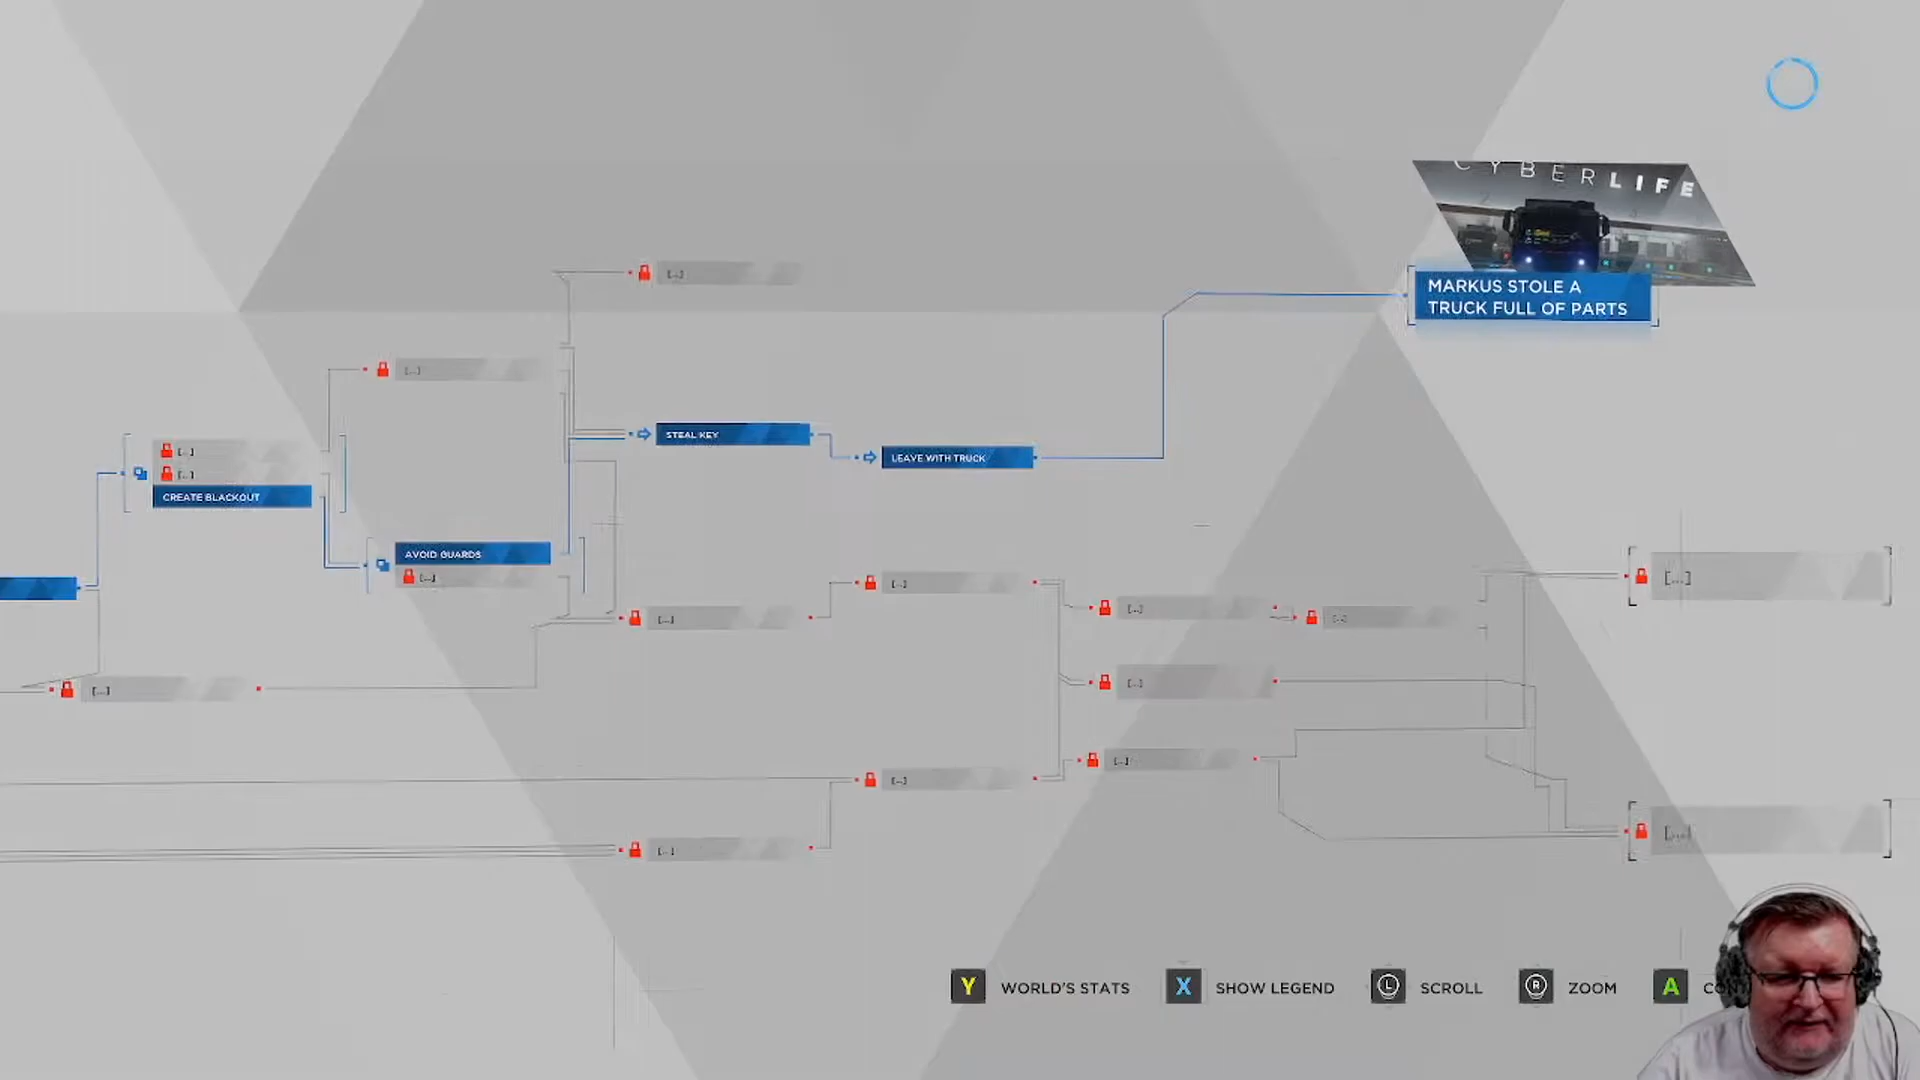 CYBERLIFE
MARKUS STOLE A
TRUCK FULL OF PARTS
[...]
[...]
STEAL KEY
LEAVE WITH TRUCK
[...]
[...]
CREATE BLACKOUT
AVOID GUARDS
[...]
[...]
[...]
[...]
[...]
[...]
[...]
[...]
[...]
[...]
[...]
[...]
Y WORLD'S STATS
X SHOW LEGEND
L SCROLL
R ZOOM
A